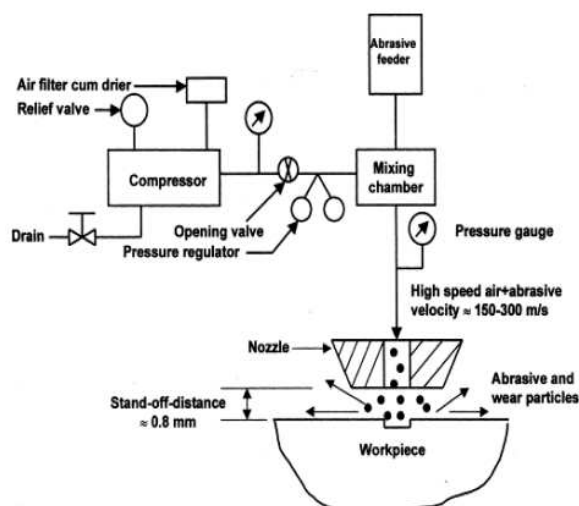 Abrasive
feeder
Air filter cum drier
Relief valve
Compressor
Mixing
chamber
Opening valve
Drain
Pressure regulator
Pressure gauge
High speed air+abrasive
velocity ≈ 150-300 m/s
Nozzle
Abrasive and
wear particles
Stand-off-distance
≈ 0.8 mm
Workpiece